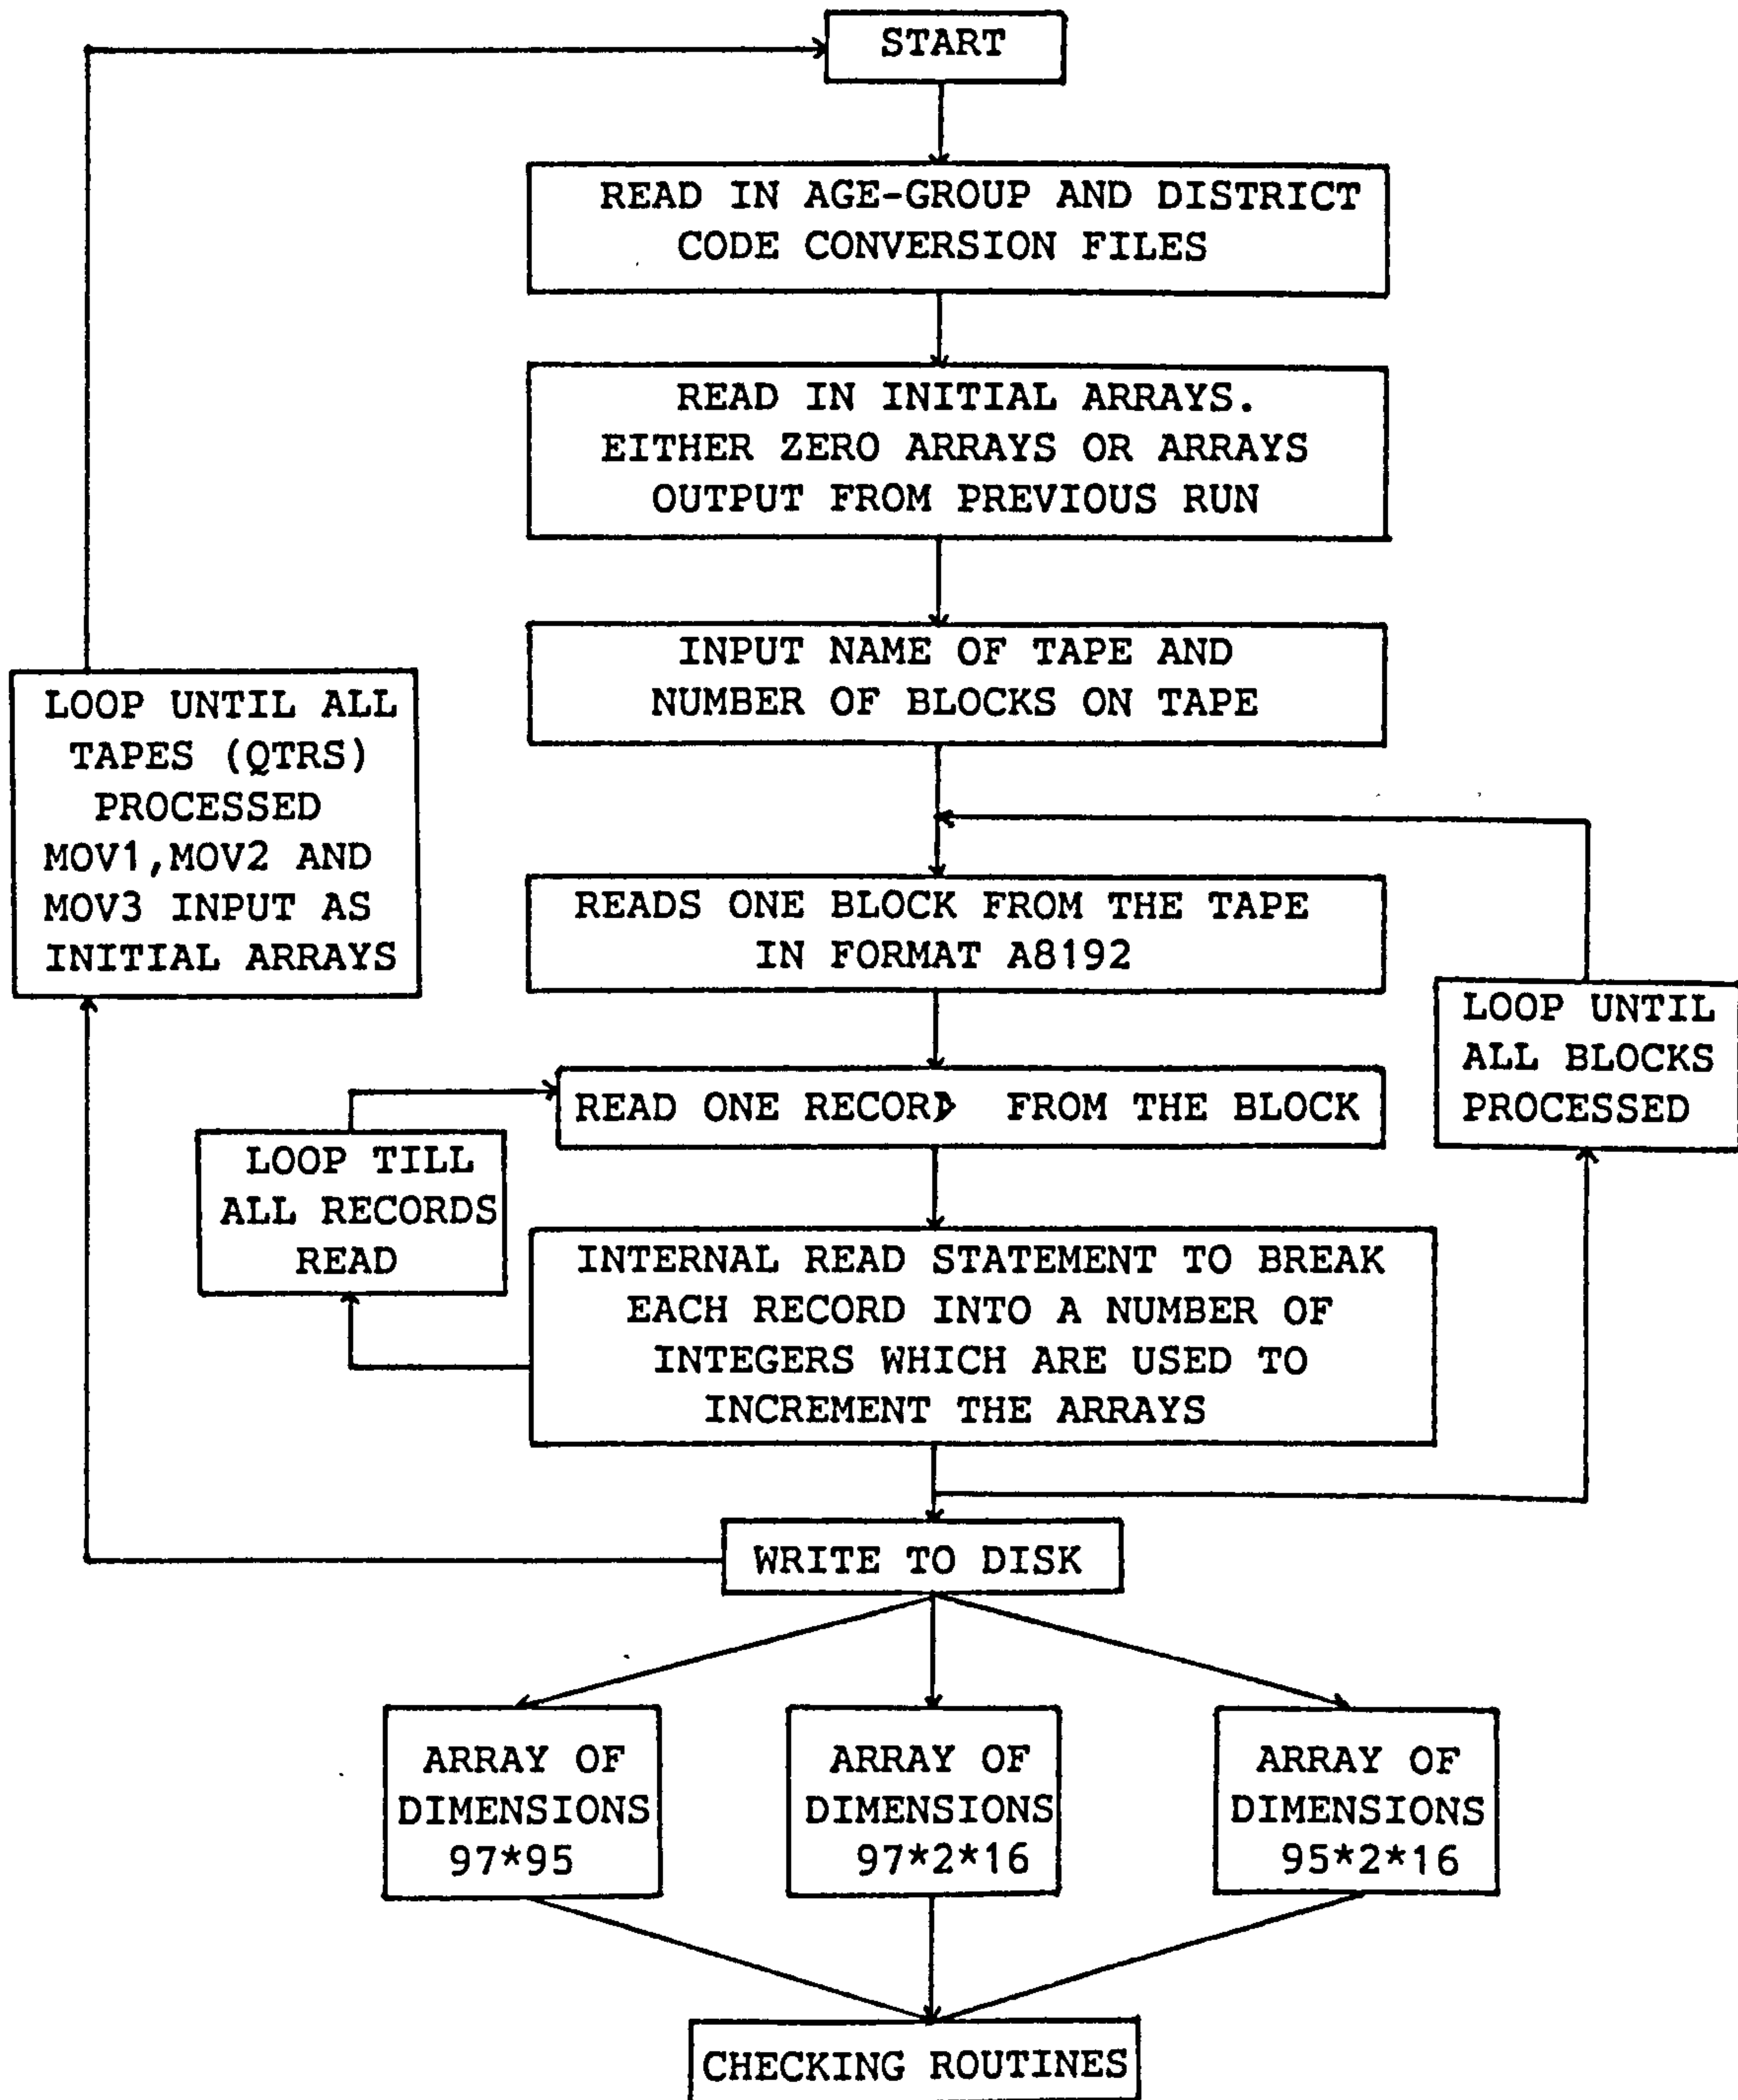 START
READ IN AGE-GROUP AND DISTRICT
CODE CONVERSION FILES
READ IN INITIAL ARRAYS.
EITHER ZERO ARRAYS OR ARRAYS
OUTPUT FROM PREVIOUS RUN
INPUT NAME OF TAPE AND
NUMBER OF BLOCKS ON TAPE
LOOP UNTIL ALL
TAPES (QTRS)
PROCESSED
MOV1,MOV2 AND
MOV3 INPUT AS
INITIAL ARRAYS
READS ONE BLOCK FROM THE TAPE
IN FORMAT A8192
LOOP UNTIL
ALL BLOCKS
PROCESSED
READ ONE RECORD FROM THE BLOCK
LOOP TILL
ALL RECORDS
READ
INTERNAL READ STATEMENT TO BREAK
EACH RECORD INTO A NUMBER OF
INTEGERS WHICH ARE USED TO
INCREMENT THE ARRAYS
WRITE TO DISK
ARRAY OF
DIMENSIONS
97*95
ARRAY OF
DIMENSIONS
97*2*16
ARRAY OF
DIMENSIONS
95*2*16
CHECKING ROUTINES